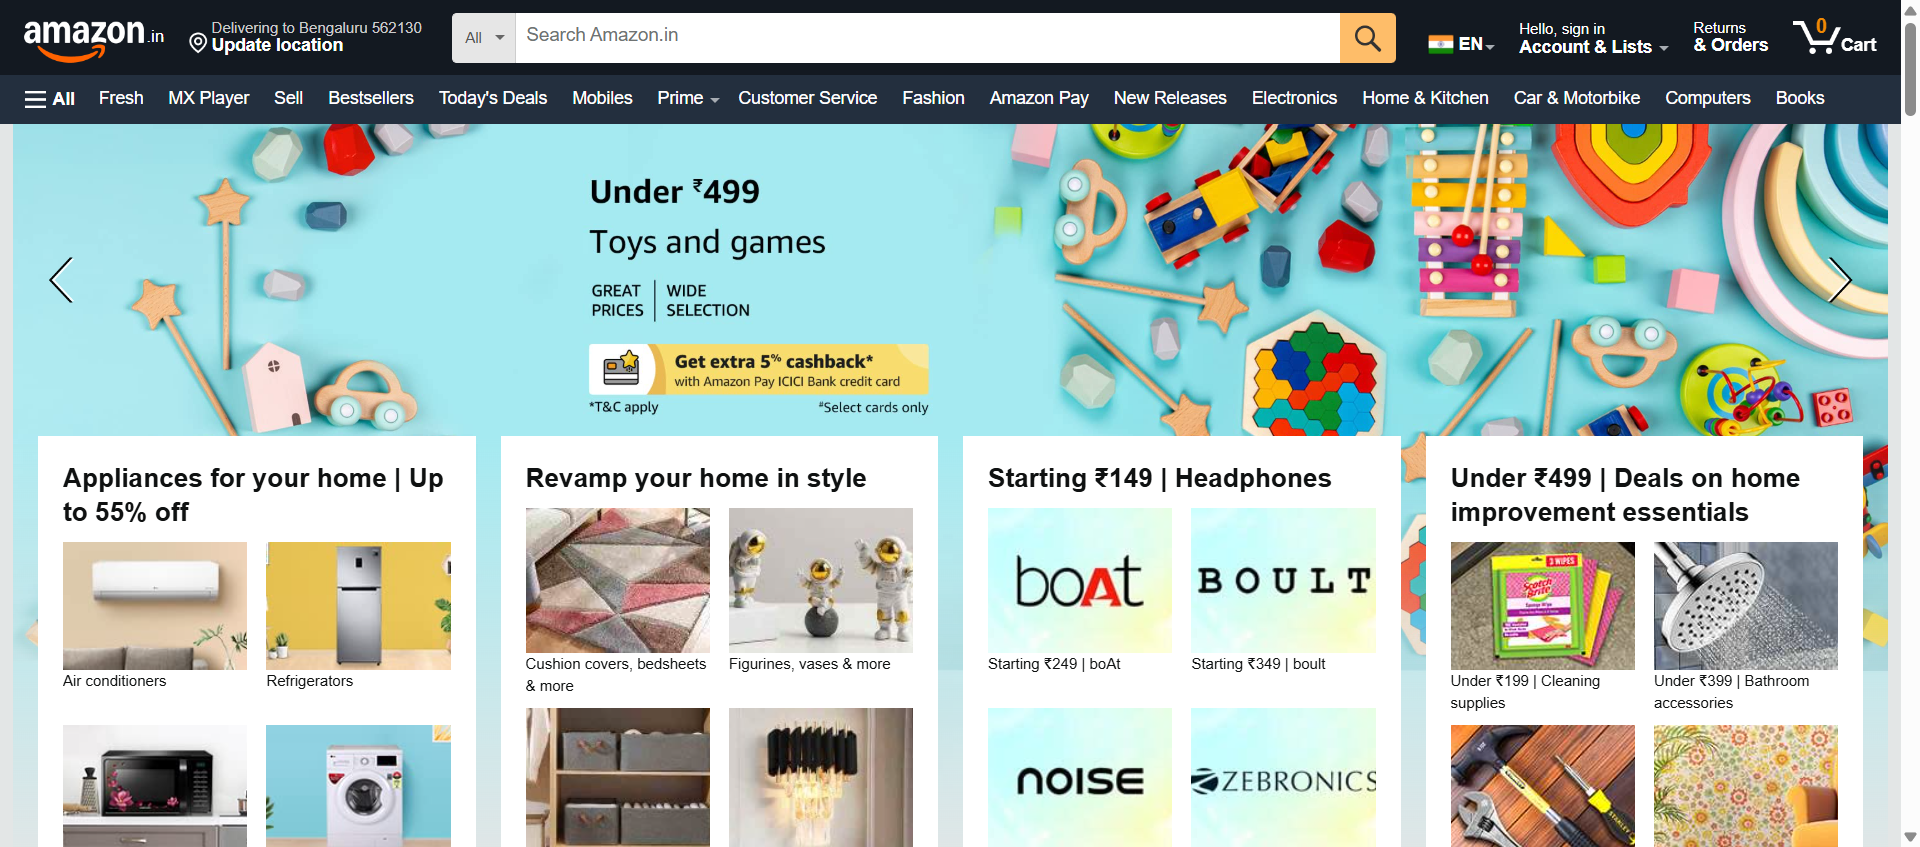 amazon.in
Delivering to Bengaluru 562130
Update location
All
Search Amazon.in
EN
Hello, sign in
Account & Lists
Returns
& Orders
0
Cart
All Fresh MX Player Sell Bestsellers Today's Deals Mobiles Prime Customer Service Fashion Amazon Pay New Releases Electronics Home & Kitchen Car & Motorbike Computers Books
Under ₹499
Toys and games
GREAT PRICES
WIDE SELECTION
Get extra 5% cashback*
with Amazon Pay ICICI Bank credit card
*T&C apply
#Select cards only
Appliances for your home | Up
to 55% off
Air conditioners
Refrigerators
Revamp your home in style
Cushion covers, bedsheets
& more
Figurines, vases & more
Starting ₹149 | Headphones
boAt
BOULT
Starting ₹249 | boAt
Starting ₹349 | boult
noise
ZEBRONICS
Under ₹499 | Deals on home
improvement essentials
3 WIPES
Scotch
Brite
Under ₹199 | Cleaning
supplies
Under ₹399 | Bathroom
accessories
STANLEY